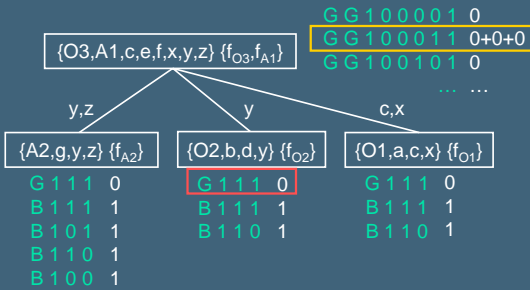 G G 1 0 0 0 0 1 0
G G 1 0 0 0 1 1 0+0+0
G G 1 0 0 1 0 1 0
... ...
{O3,A1,c,e,f,x,y,z} {fO3,fA1}
y,z y c,x
{A2,g,y,z} {fA2} {O2,b,d,y} {fO2} {O1,a,c,x} {fO1}
G 1 1 1 0 G 1 1 1 0 G 1 1 1 0
B 1 1 1 1 B 1 1 1 1 B 1 1 1 1
B 1 0 1 1 B 1 1 0 1 B 1 1 0 1
B 1 1 0 1
B 1 0 0 1